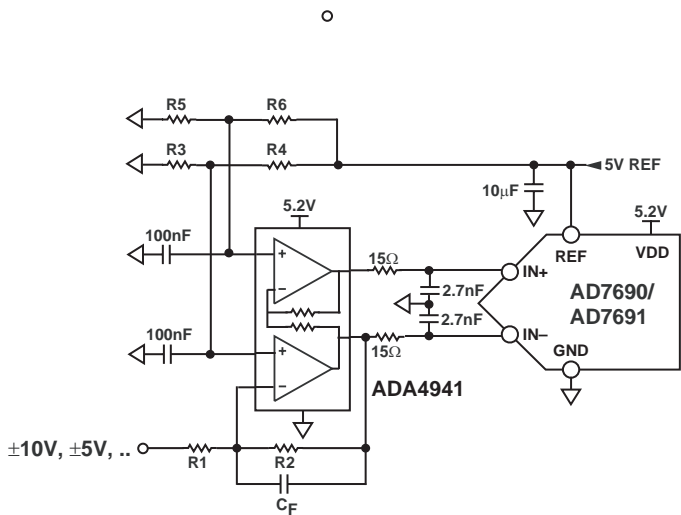 R5
R6
R3
R4
5V REF
10μF
5.2V
5.2V
100nF
15Ω
REF
VDD
+
IN+
−
2.7nF
AD7690/
AD7691
2.7nF
100nF
+
15Ω
IN−
GND
−
ADA4941
±10V, ±5V, ..
R1
R2
CF